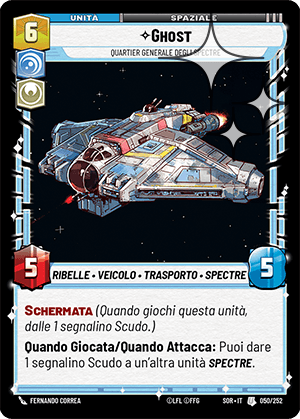 UNITÀ SPAZIALE
6
✧GHOST
QUARTIER GENERALE DEGLI SPECTRE
RIBELLE • VEICOLO • TRASPORTO • SPECTRE
5
5
SCHERMATA (Quando giochi questa unità,
dalle 1 segnalino Scudo.)
Quando Giocata/Quando Attacca: Puoi dare
1 segnalino Scudo a un'altra unità SPECTRE.
FERNANDO CORREA
©LFL ©FFG
SOR • IT
050/252